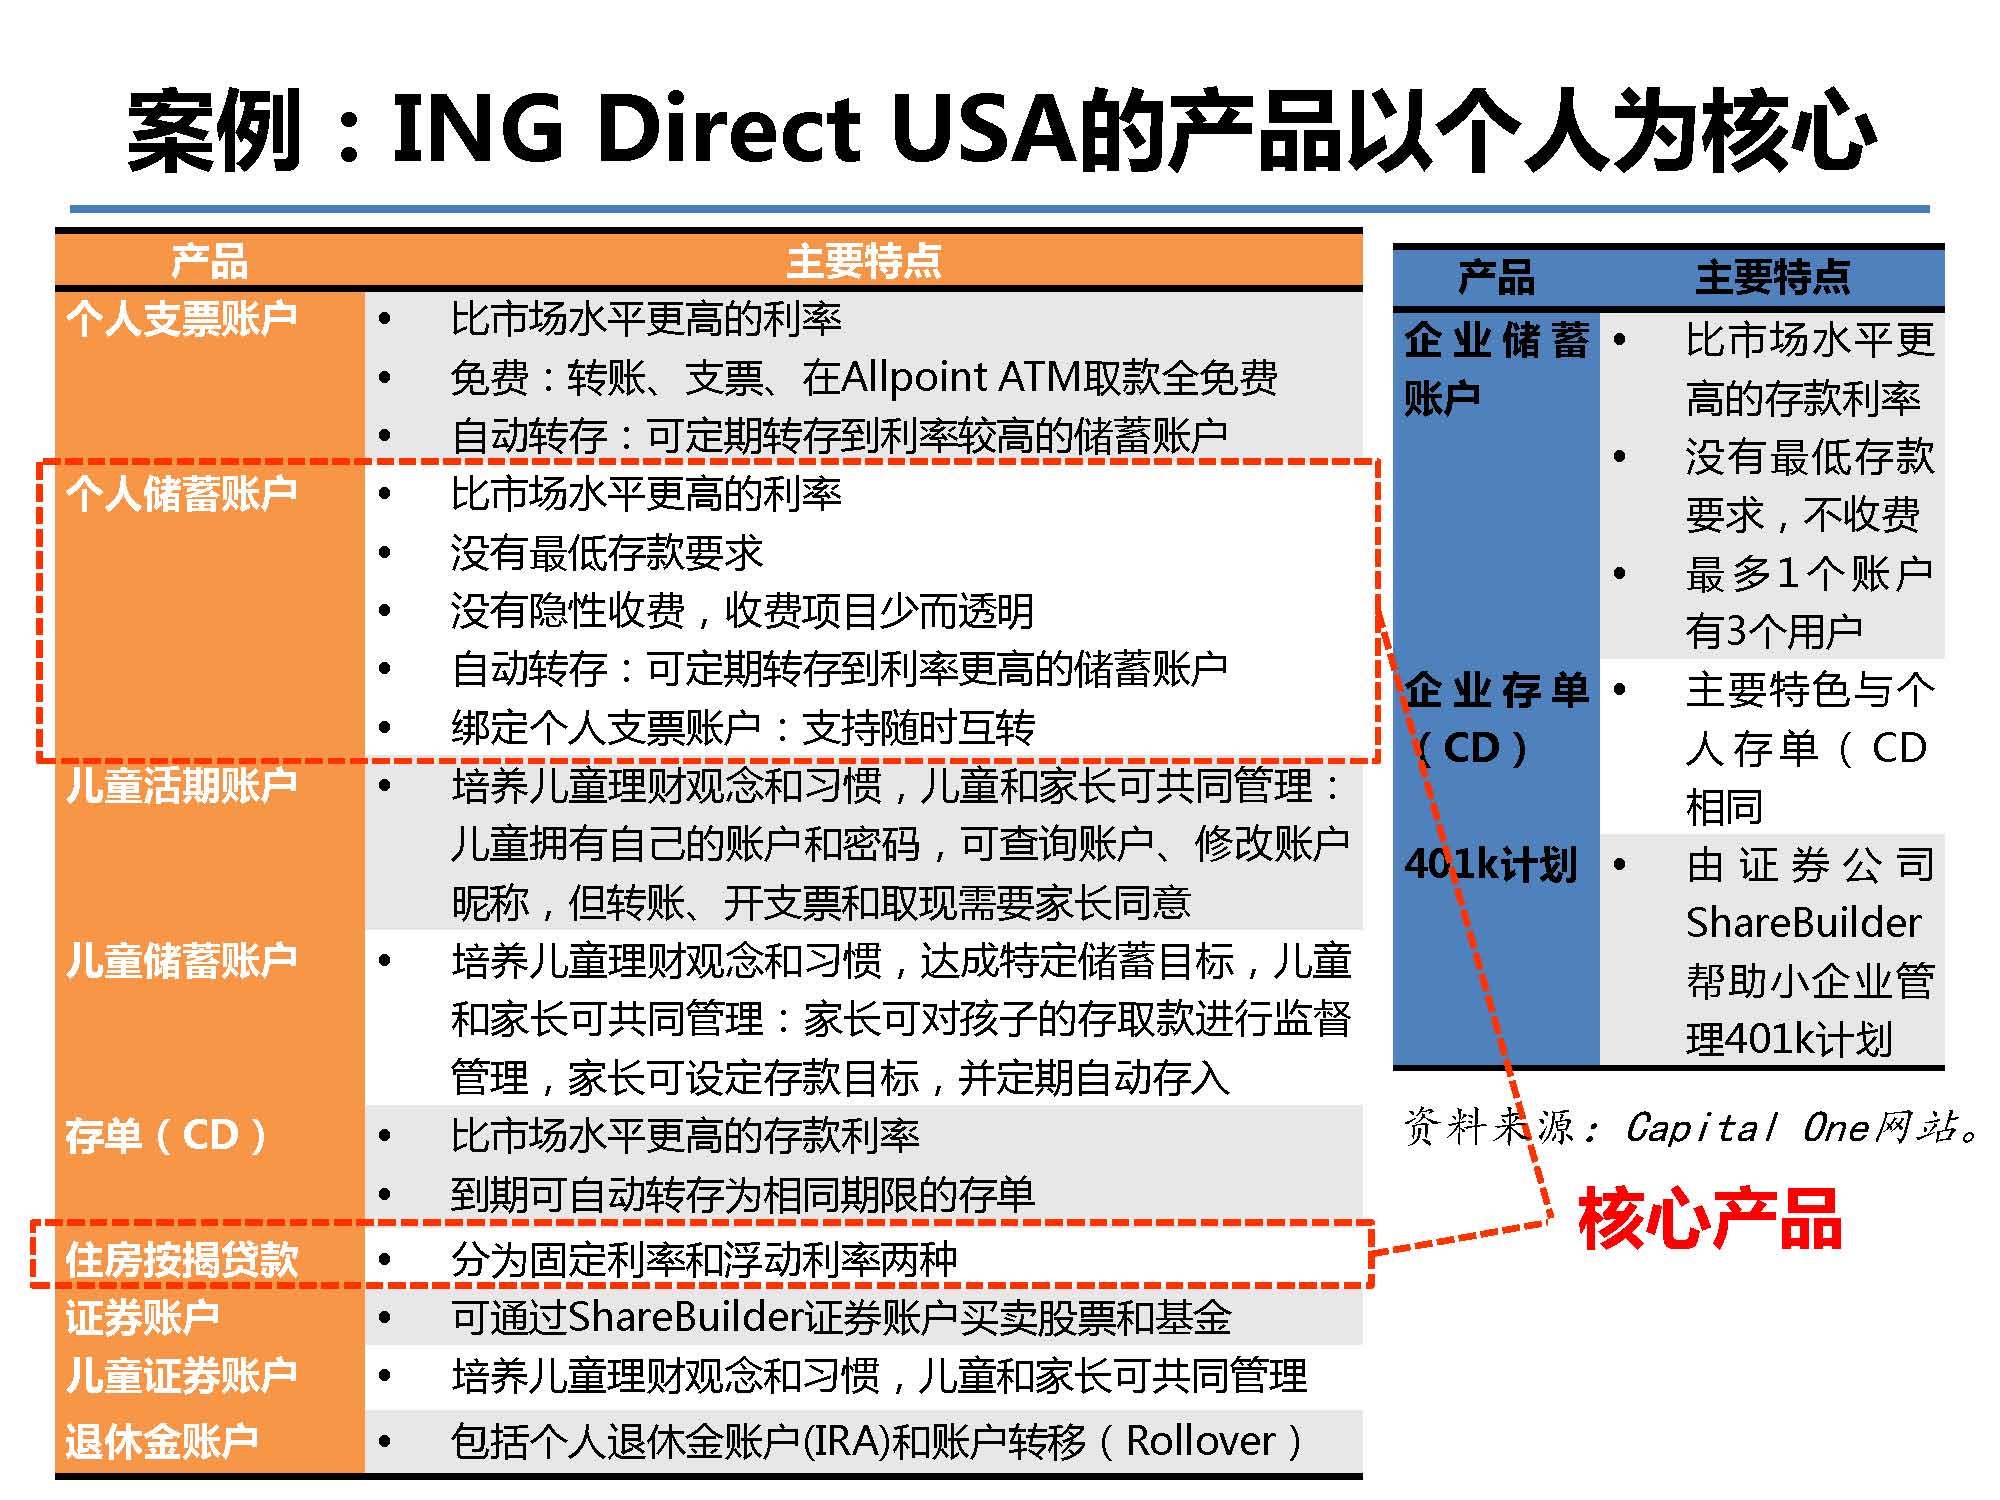 案例：ING Direct USA的产品以个人为核心
产品 主要特点
个人支票账户 • 比市场水平更高的利率
• 免费：转账、支票、在Allpoint ATM取款全免费
• 自动转存：可定期转存到利率较高的储蓄账户
个人储蓄账户 • 比市场水平更高的利率
• 没有最低存款要求
• 没有隐性收费，收费项目少而透明
• 自动转存：可定期转存到利率更高的储蓄账户
• 绑定个人支票账户：支持随时互转
儿童活期账户 • 培养儿童理财观念和习惯，儿童和家长可共同管理：
儿童拥有自己的账户和密码，可查询账户、修改账户
昵称，但转账、开支票和取现需要家长同意
儿童储蓄账户 • 培养儿童理财观念和习惯，达成特定储蓄目标，儿童
和家长可共同管理：家长可对孩子的存取款进行监督
管理，家长可设定存款目标，并定期自动存入
存单（CD） • 比市场水平更高的存款利率
• 到期可自动转存为相同期限的存单
住房按揭贷款 • 分为固定利率和浮动利率两种
证券账户 • 可通过ShareBuilder证券账户买卖股票和基金
儿童证券账户 • 培养儿童理财观念和习惯，儿童和家长可共同管理
退休金账户 • 包括个人退休金账户(IRA)和账户转移（Rollover）
产品 主要特点
企业储蓄 • 比市场水平更
账户 高的存款利率
• 没有最低存款
要求，不收费
• 最多1个账户
有3个用户
企业存单 • 主要特色与个
（CD） 人存单（CD
相同
401k计划 • 由证券公司
ShareBuilder
帮助小企业管
理401k计划
资料来源：Capital One网站。
核心产品